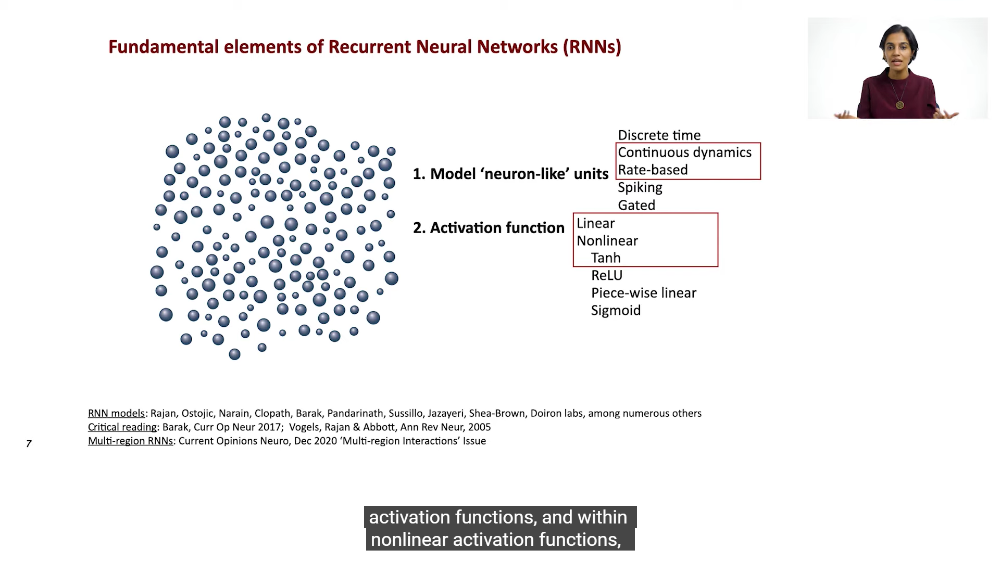 Fundamental elements of Recurrent Neural Networks (RNNs)
Discrete time
Continuous dynamics
1. Model ‘neuron-like’ units
Rate-based
Spiking
Gated
2. Activation function
Linear
Nonlinear
Tanh
ReLU
Piece-wise linear
Sigmoid
RNN models: Rajan, Ostojic, Narain, Clopath, Barak, Pandarinath, Sussillo, Jazayeri, Shea-Brown, Doiron labs, among numerous others
Critical reading: Barak, Curr Op Neur 2017;  Vogels, Rajan & Abbott, Ann Rev Neur, 2005
Multi-region RNNs: Current Opinions Neuro, Dec 2020 ‘Multi-region Interactions’ Issue
7
activation functions, and within
nonlinear activation functions,